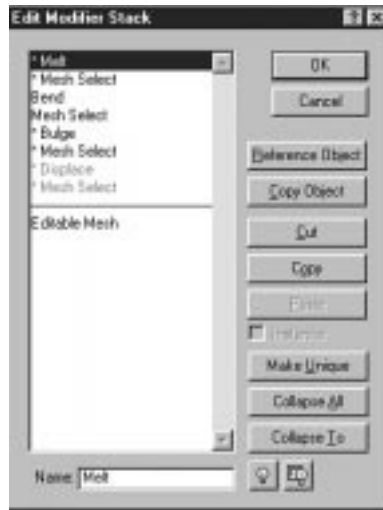 Edit Modifier Stack
* Melt
* Mesh Select
Bend
Mesh Select
* Bulge
* Mesh Select
* Displace
* Mesh Select
Editable Mesh
OK
Cancel
Reference Object
Copy Object
Cut
Copy
Paste
Instance
Make Unique
Collapse All
Collapse To
Name: Melt